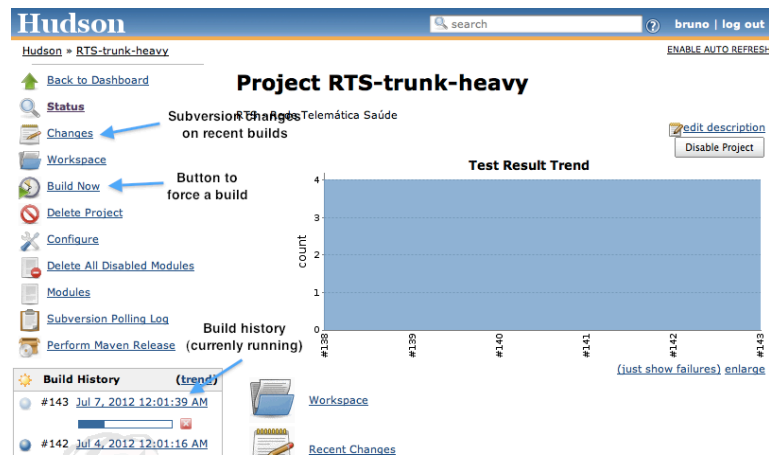 Hudson
search
bruno | log out
Hudson » RTS-trunk-heavy
ENABLE AUTO REFRESH
Back to Dashboard
Project RTS-trunk-heavy
Status
Subversion changes
RTS - Rede Telemática Saúde
on recent builds
Changes
edit description
Disable Project
Workspace
Test Result Trend
Build Now
Button to
force a build
Delete Project
Configure
Delete All Disabled Modules
Modules
Subversion Polling Log
Perform Maven Release
Build history
(currenly running)
4
3
2
1
0
count
#138
#139
#140
#141
#142
#143
(just show failures) enlarge
Build History (trend)
#143 Jul 7, 2012 12:01:39 AM
#142 Jul 4, 2012 12:01:16 AM
Workspace
Recent Changes